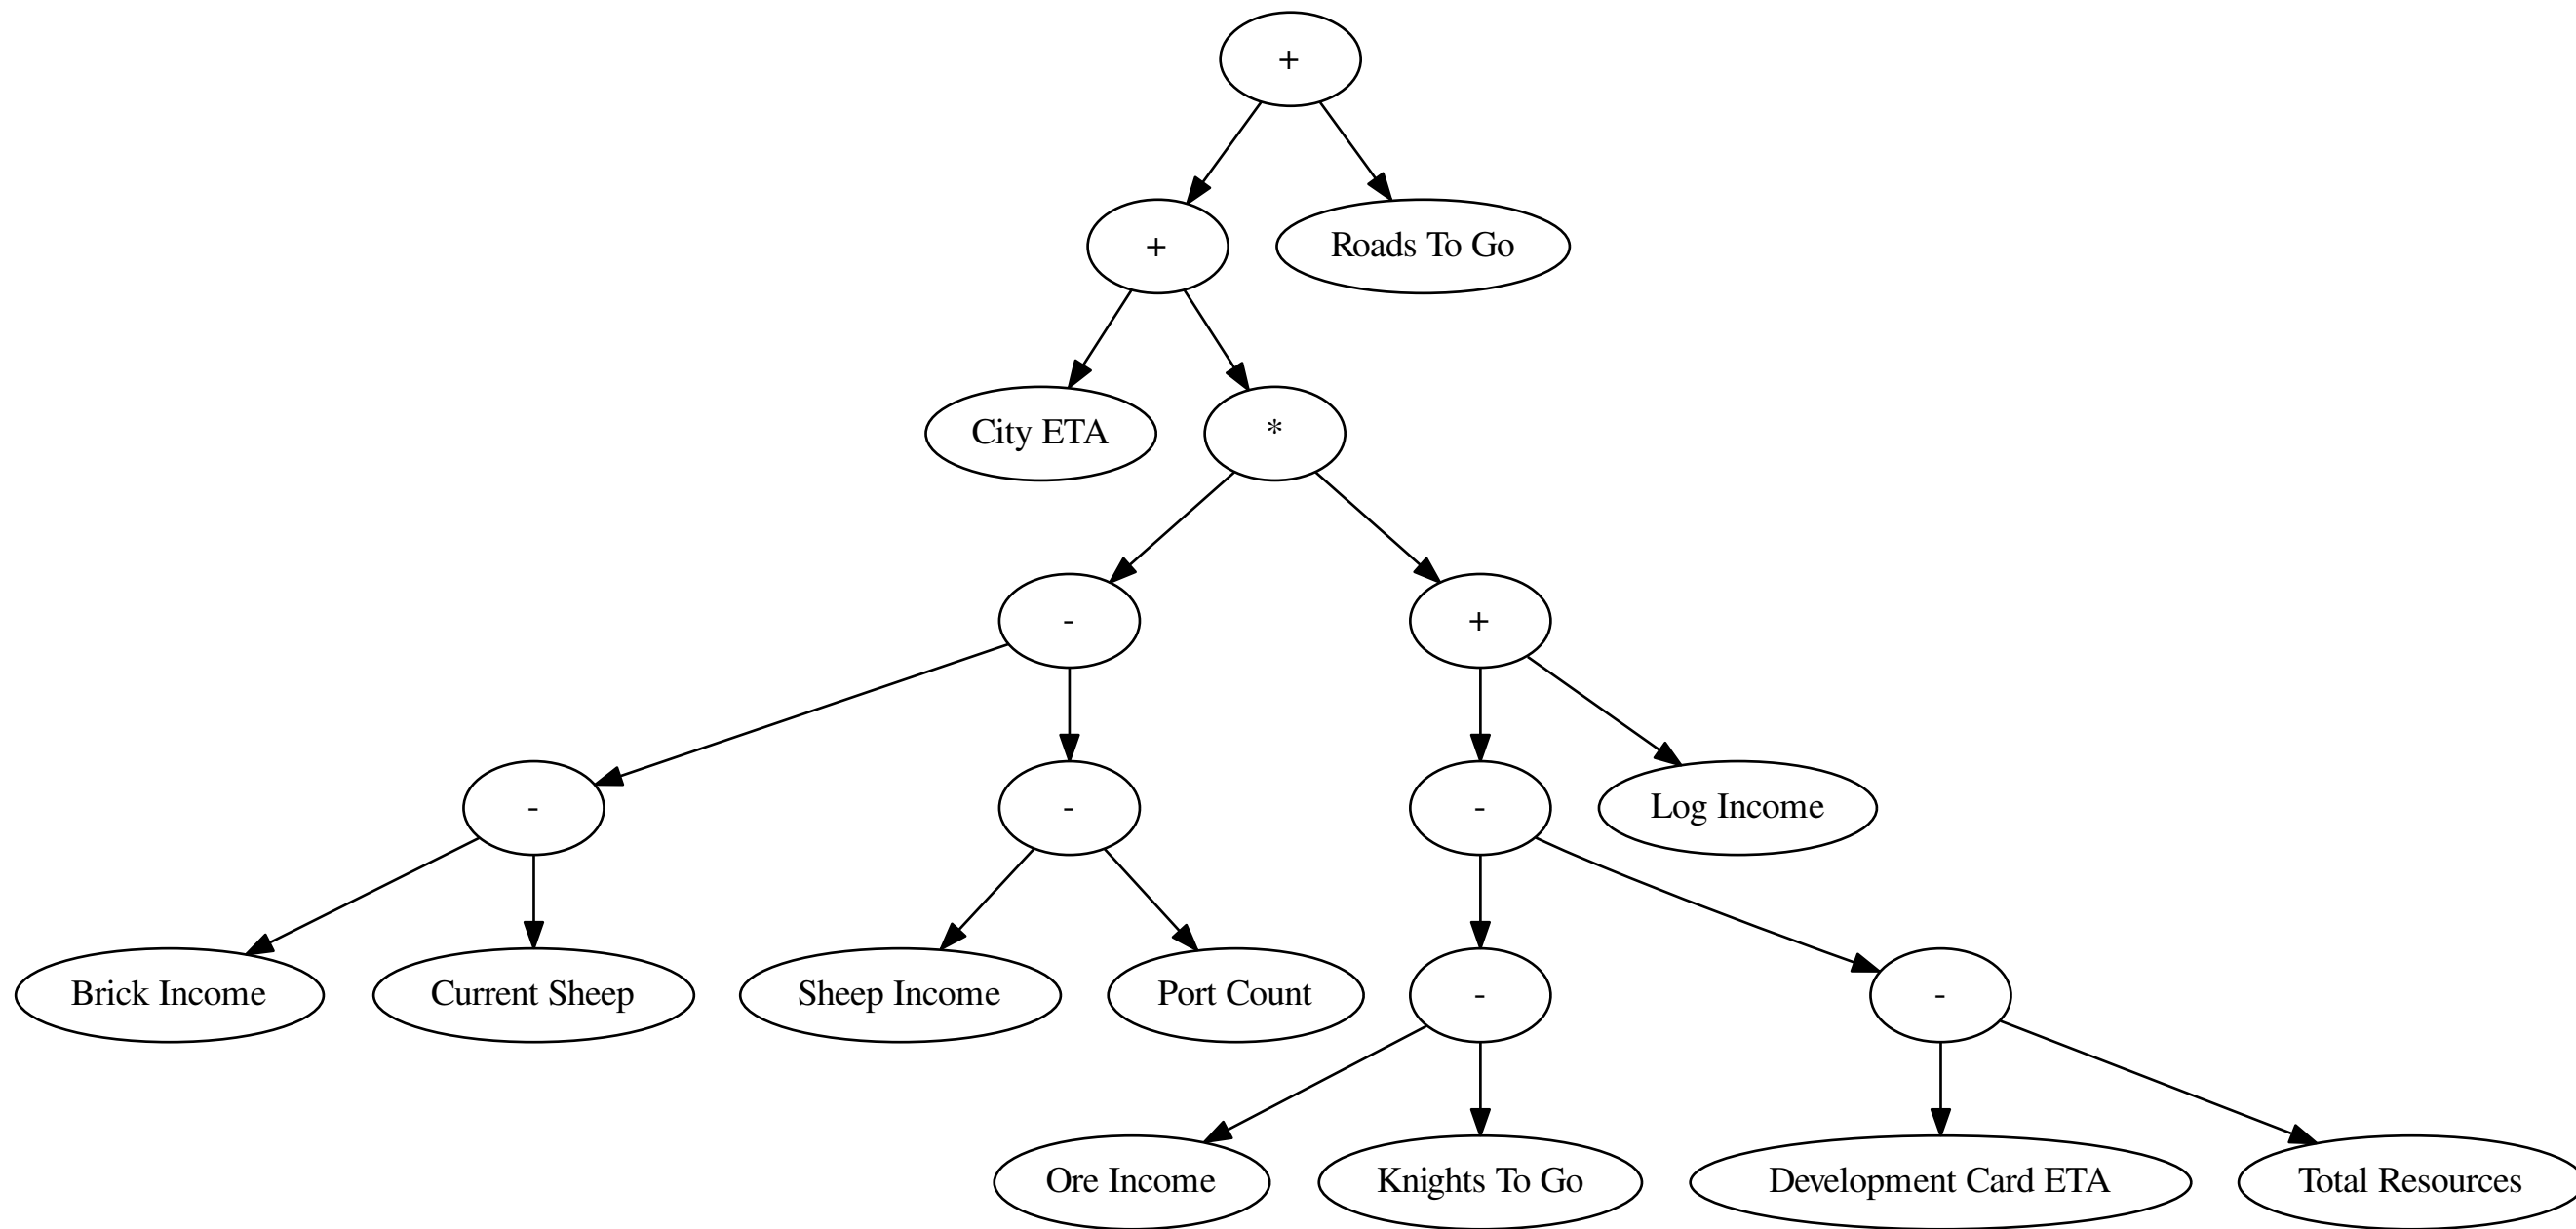 +
+
Roads To Go
City ETA
*
-
+
-
-
-
Log Income
Brick Income
Current Sheep
Sheep Income
Port Count
-
-
Ore Income
Knights To Go
Development Card ETA
Total Resources